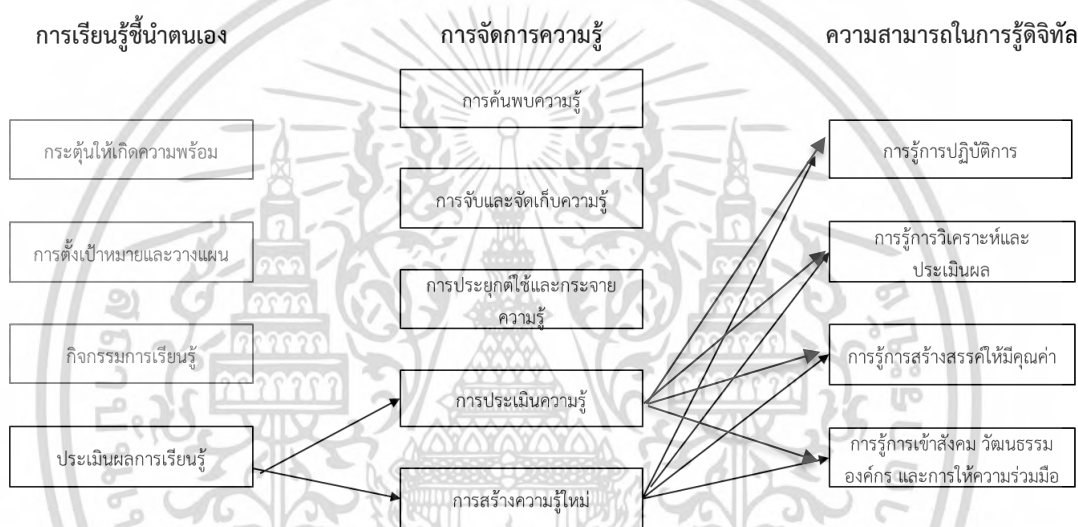 การเรียนรู้ชี้นำตนเอง
กระตุ้นให้เกิดความพร้อม
การตั้งเป้าหมายและวางแผน
กิจกรรมการเรียนรู้
ประเมินผลการเรียนรู้
การจัดการความรู้
การค้นพบความรู้
การจับและจัดเก็บความรู้
การประยุกต์ใช้และกระจาย
ความรู้
การประเมินความรู้
การสร้างความรู้ใหม่
ความสามารถในการรู้ดิจิทัล
การรู้การปฏิบัติการ
การรู้การวิเคราะห์และ
ประเมินผล
การรู้การสร้างสรรค์ให้มีคุณค่า
การรู้การเข้าสังคม วัฒนธรรม
องค์กร และการให้ความร่วมมือ